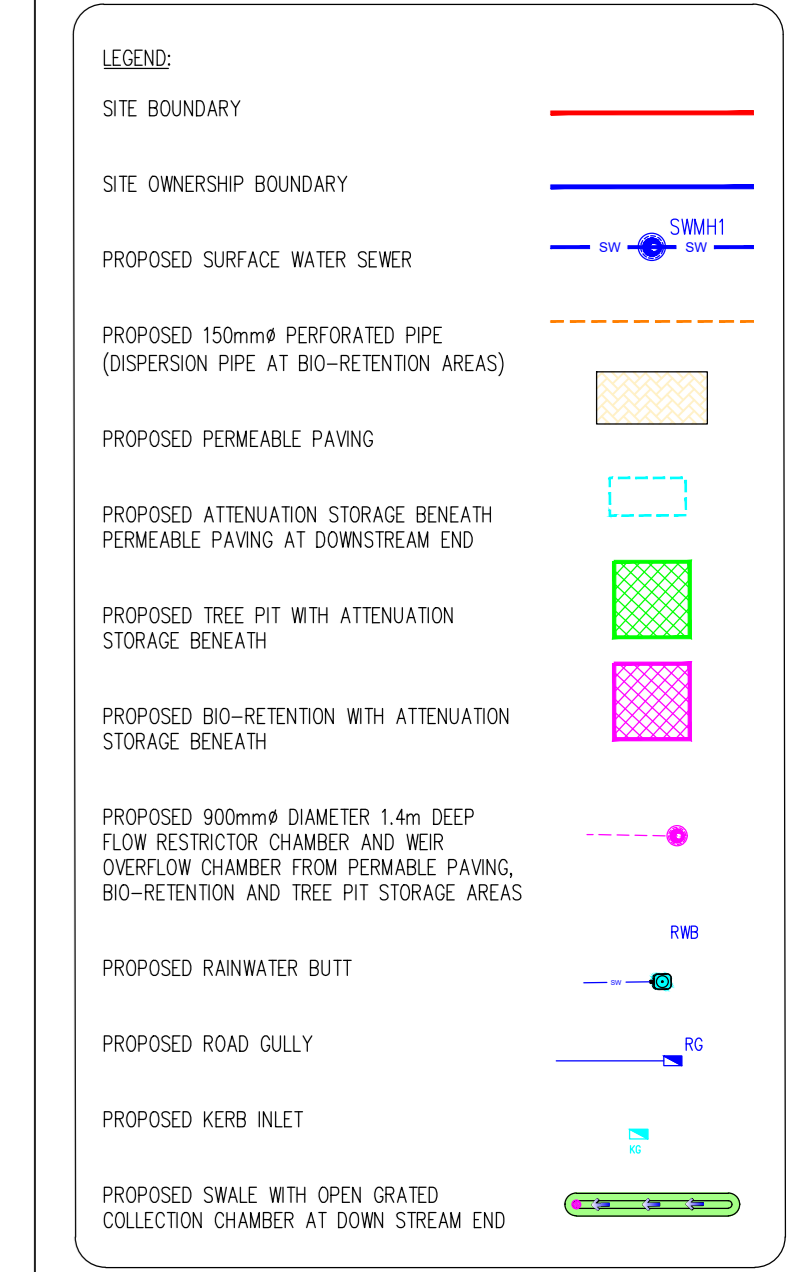 LEGEND:
SITE BOUNDARY
SITE OWNERSHIP BOUNDARY
SWMH1
SW SW
PROPOSED SURFACE WATER SEWER
PROPOSED 150mmø PERFORATED PIPE
(DISPERSION PIPE AT BIO-RETENTION AREAS)
PROPOSED PERMEABLE PAVING
PROPOSED ATTENUATION STORAGE BENEATH
PERMEABLE PAVING AT DOWNSTREAM END
PROPOSED TREE PIT WITH ATTENUATION
STORAGE BENEATH
PROPOSED BIO-RETENTION WITH ATTENUATION
STORAGE BENEATH
PROPOSED 900mmø DIAMETER 1.4m DEEP
FLOW RESTRICTOR CHAMBER AND WEIR
OVERFLOW CHAMBER FROM PERMABLE PAVING,
BIO-RETENTION AND TREE PIT STORAGE AREAS
RWB
PROPOSED RAINWATER BUTT
SW
PROPOSED ROAD GULLY
RG
PROPOSED KERB INLET
KG
PROPOSED SWALE WITH OPEN GRATED
COLLECTION CHAMBER AT DOWN STREAM END